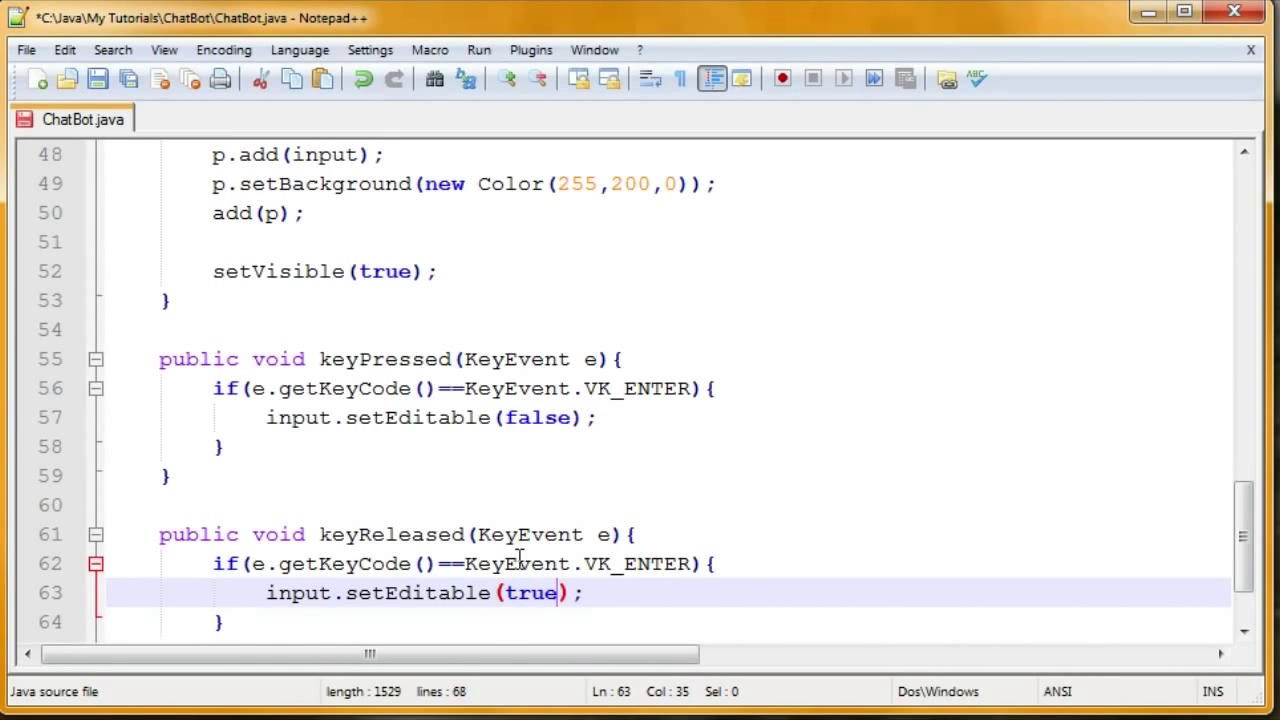 *C:\Java\My Tutorials\ChatBot\ChatBot.java - Notepad++
File Edit Search View Encoding Language Settings Macro Run Plugins Window ? X
ABC
ChatBot.java
48 p.add(input);
49 p.setBackground(new Color(255,200,0));
50 add(p);
51
52 setVisible(true);
53 }
54
55 public void keyPressed(KeyEvent e){
56 if(e.getKeyCode()==KeyEvent.VK_ENTER){
57 input.setEditable(false);
58 }
59 }
60
61 public void keyReleased(KeyEvent e){
62 if(e.getKeyCode()==KeyEvent.VK_ENTER){
63 input.setEditable(true);
64 }
Java source file length : 1529 lines : 68 Ln : 63 Col : 35 Sel : 0 Dos\Windows ANSI INS